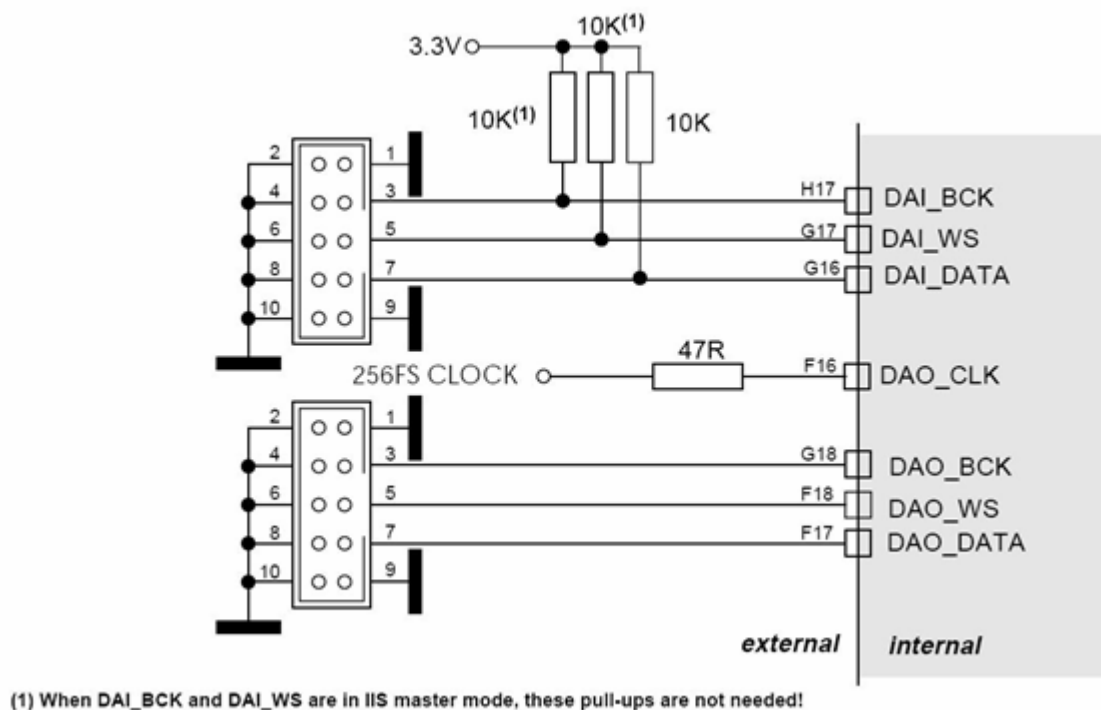 10K(1)
3.3V
10K(1)
10K
2 1
4 3 H17 DAI_BCK
6 5 G17 DAI_WS
8 7 G16 DAI_DATA
10 9
47R
256FS CLOCK F16 DAO_CLK
2 1
4 3 G18 DAO_BCK
6 5 F18 DAO_WS
8 7 F17 DAO_DATA
10 9
external internal
(1) When DAI_BCK and DAI_WS are in IIS master mode, these pull-ups are not needed!